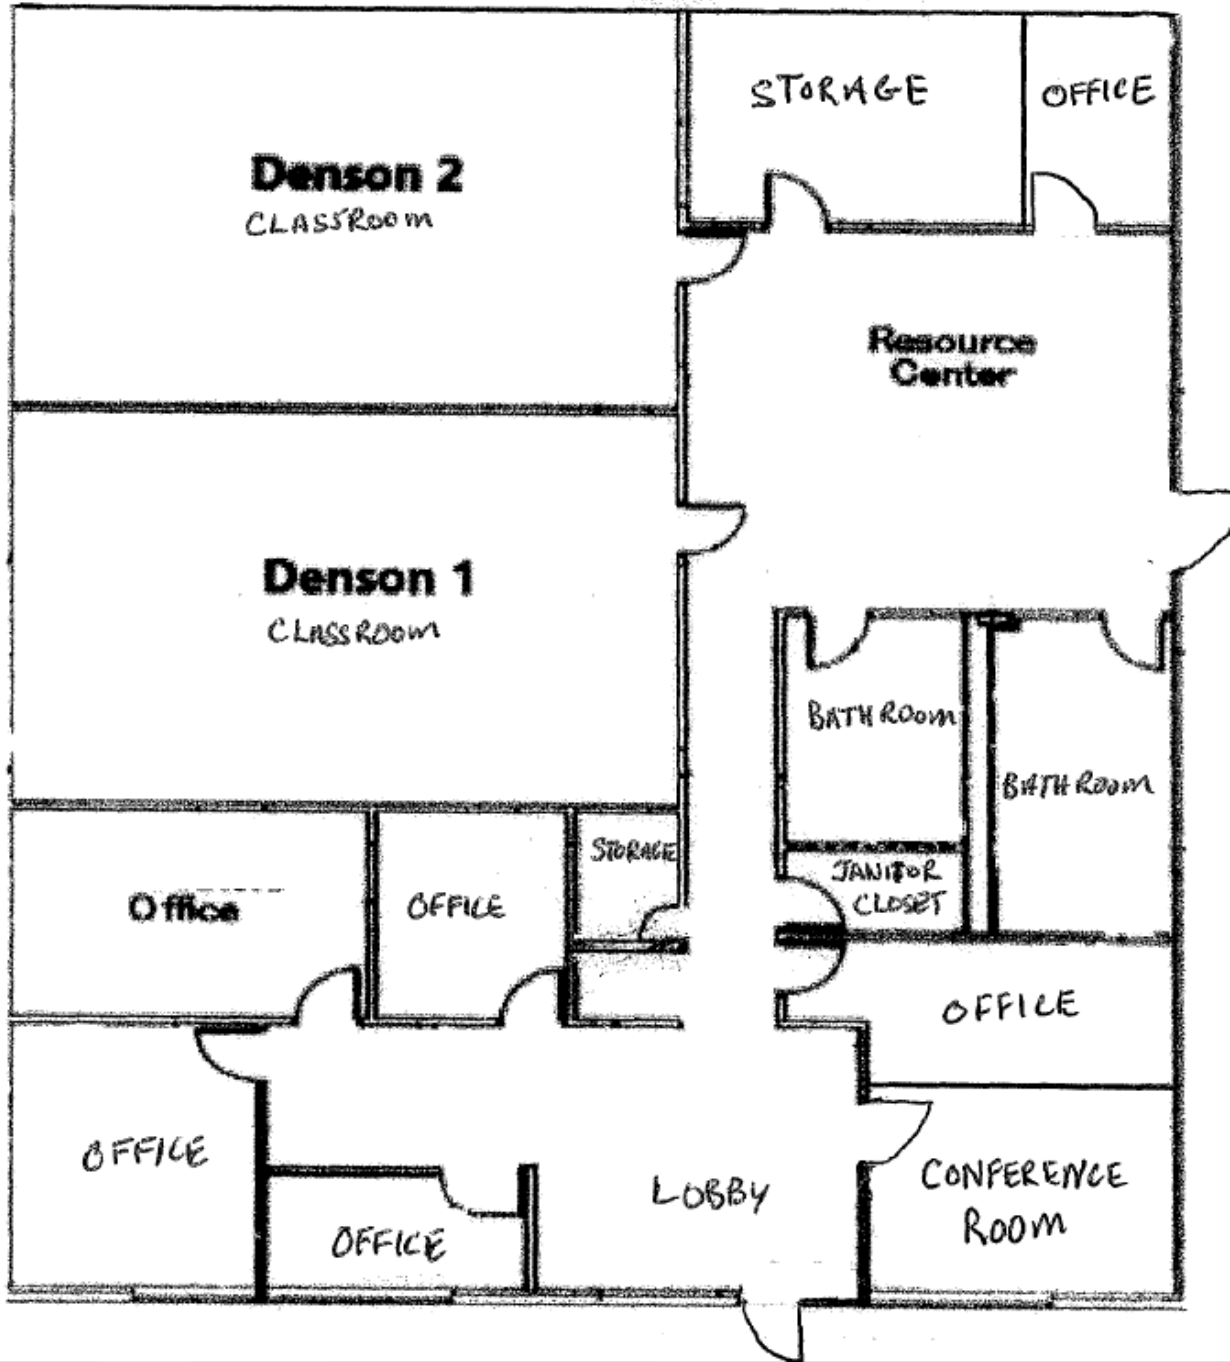 STORAGE
OFFICE
Denson 2
CLASSROOM
Resource
Center
Denson 1
CLASSROOM
BATHROOM
BATHROOM
STORAGE
JANITOR
CLOSET
Office
OFFICE
OFFICE
OFFICE
CONFERENCE
ROOM
LOBBY
OFFICE